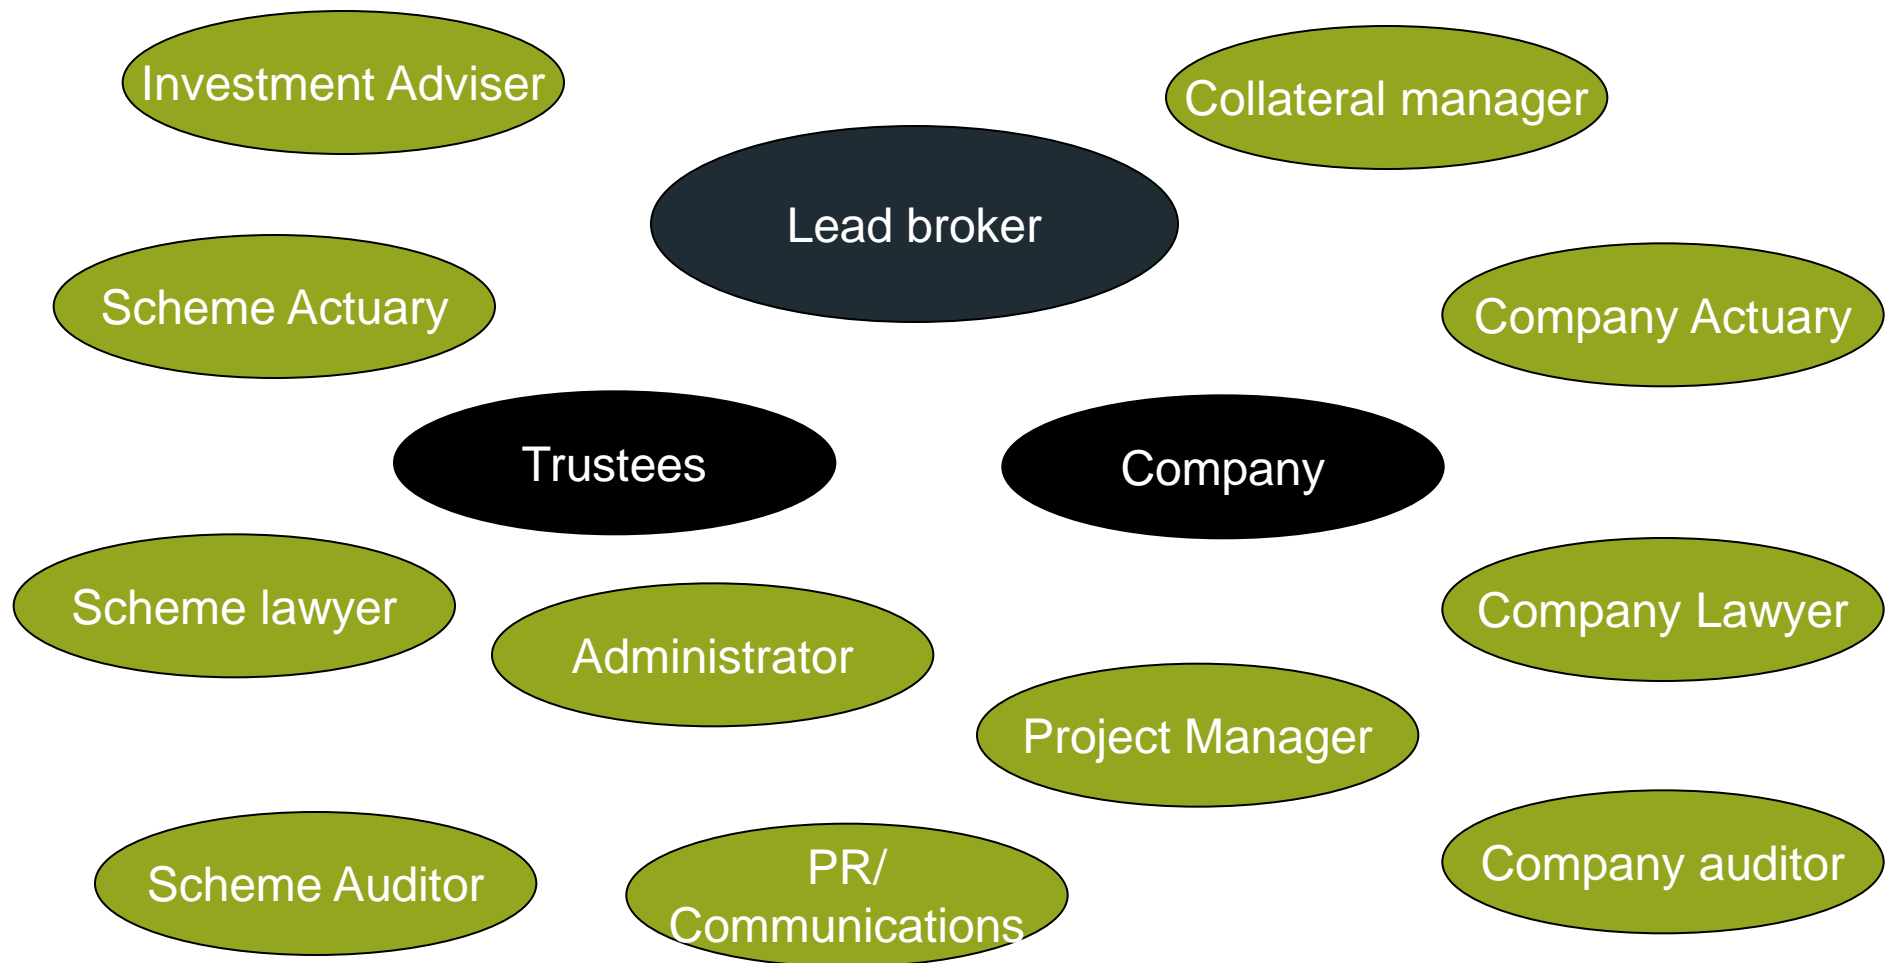 Investment Adviser
Collateral manager
Lead broker
Scheme Actuary
Company Actuary
Trustees
Company
Scheme lawyer
Company Lawyer
Administrator
Project Manager
Scheme Auditor
PR/
Communications
Company auditor